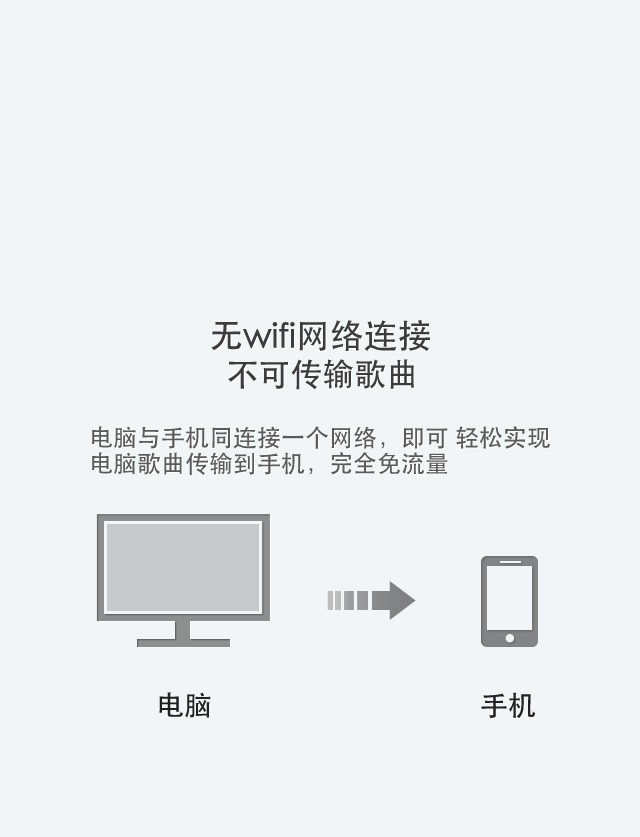 无wifi网络连接
不可传输歌曲
电脑与手机同连接一个网络，即可 轻松实现
电脑歌曲传输到手机，完全免流量
电脑
手机